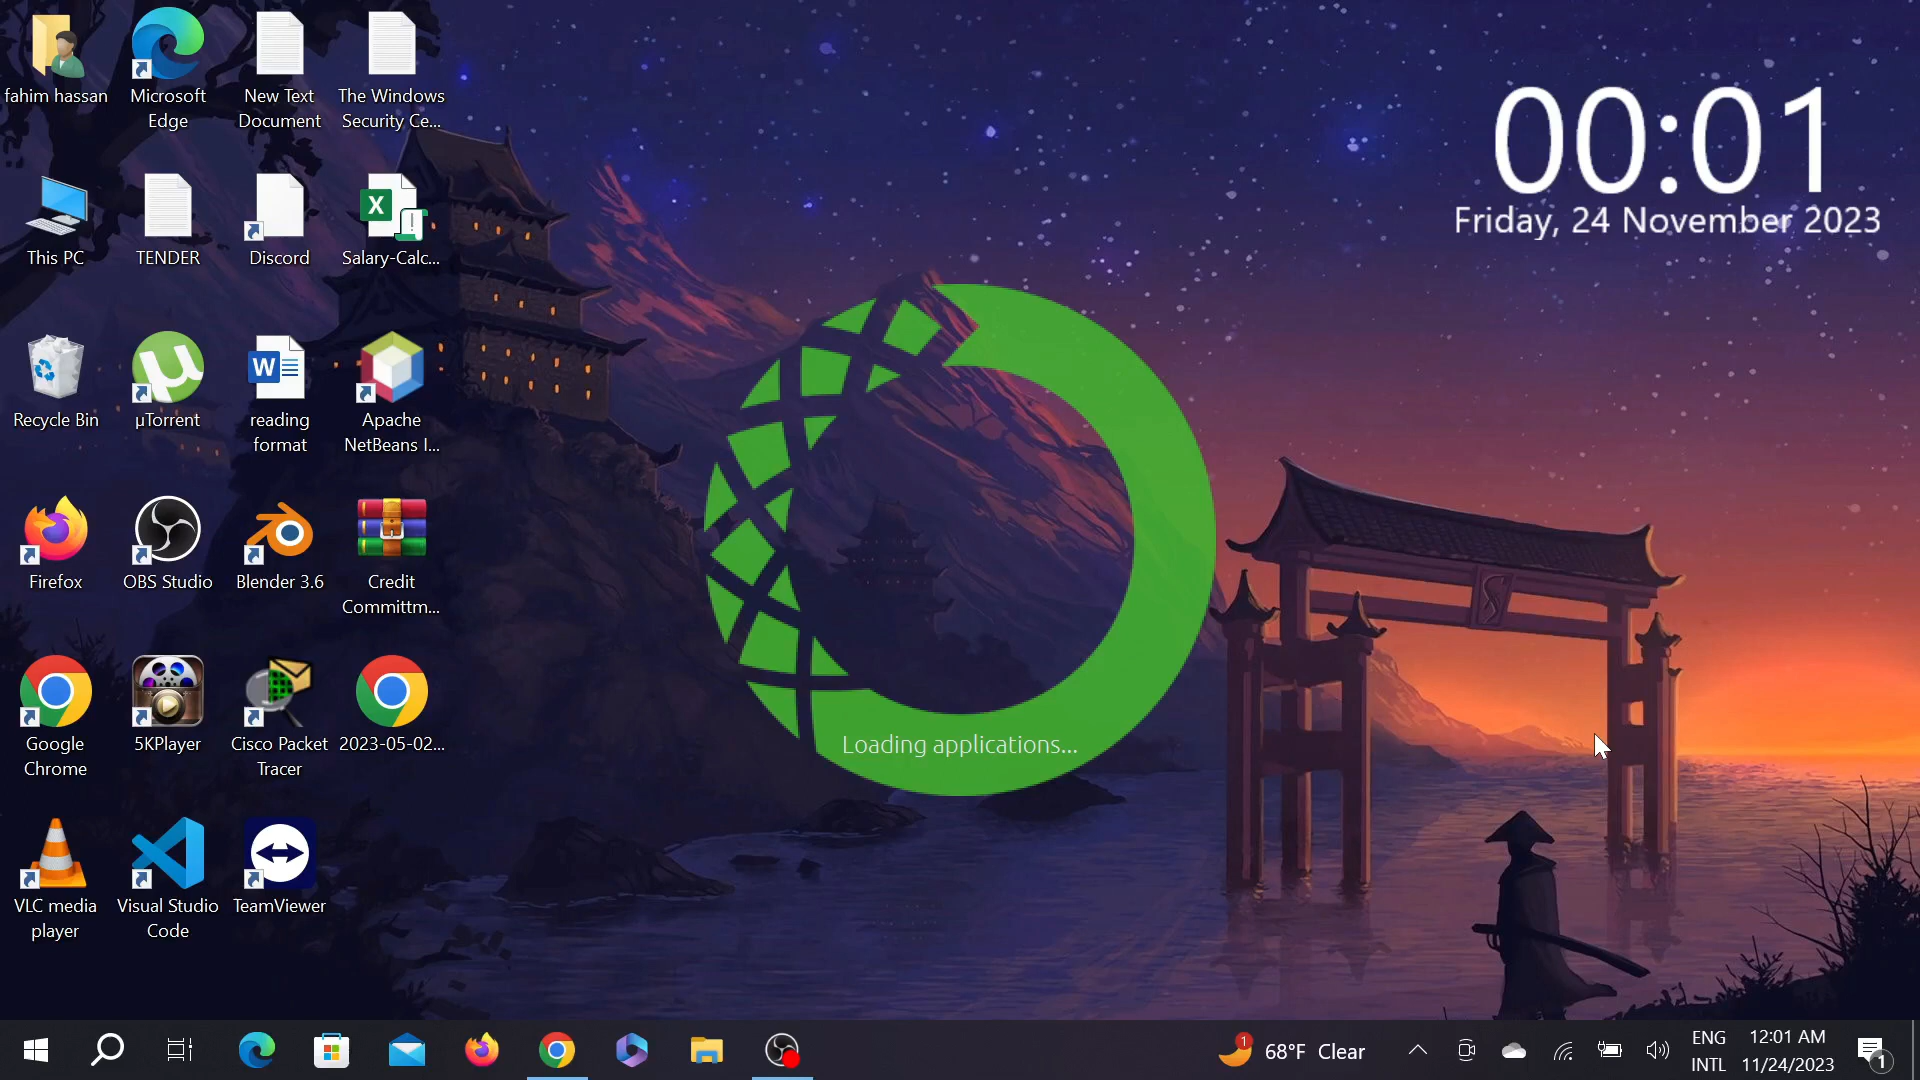 fahim hassan
Microsoft
Edge
New Text
Document
The Windows
Security Ce...
This PC
TENDER
Discord
Salary-Calc...
Recycle Bin
µTorrent
reading
format
Apache
NetBeans I...
Firefox
OBS Studio
Blender 3.6
Credit
Committm...
Google
Chrome
5KPlayer
Cisco Packet
Tracer
2023-05-02...
VLC media
player
Visual Studio
Code
TeamViewer
00:01
Friday, 24 November 2023
Loading applications...
1
68°F Clear
ENG
INTL
12:01 AM
11/24/2023
1